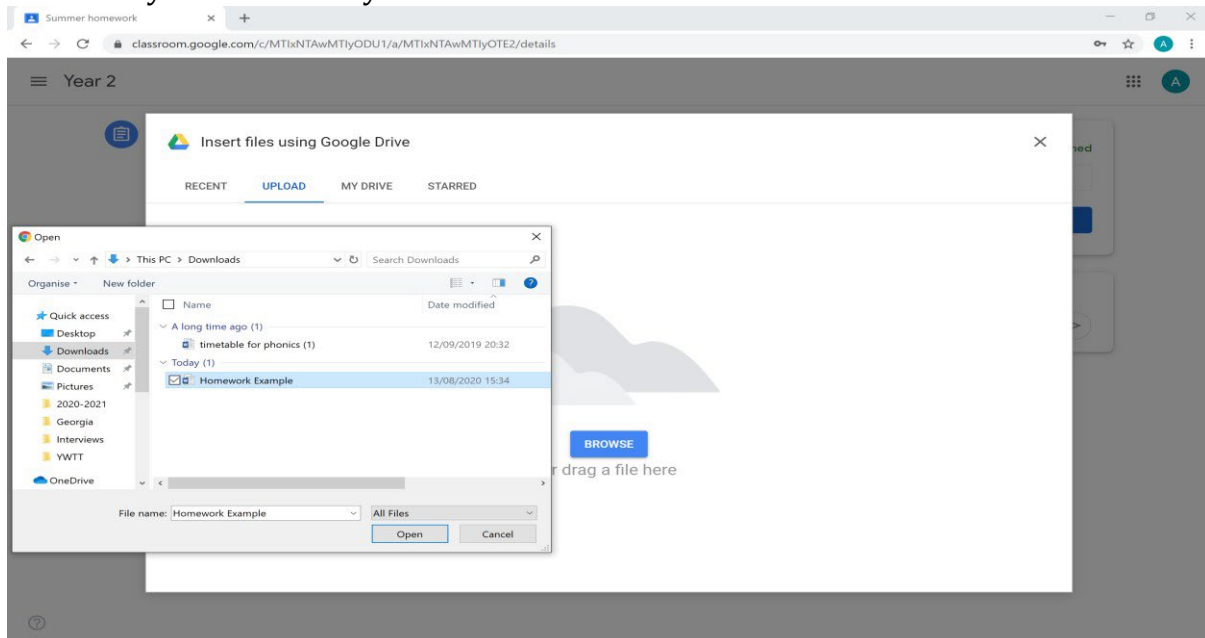 Summer homework
classroom.google.com/c/MTIxNTAwMTIyODU1/a/MTIxNTAwMTIyOTE2/details
A
Year 2
A
Insert files using Google Drive
ned
RECENT UPLOAD MY DRIVE STARRED
Open
This PC > Downloads
Search Downloads
Organise New folder
Name Date modified
Quick access
A long time ago (1)
Desktop
timetable for phonics (1) 12/09/2019 20:32
Downloads
Today (1)
Documents
Homework Example 13/08/2020 15:34
Pictures
2020-2021
Georgia
Interviews
YWTT
OneDrive
BROWSE
r drag a file here
File name: Homework Example
All Files
Open Cancel